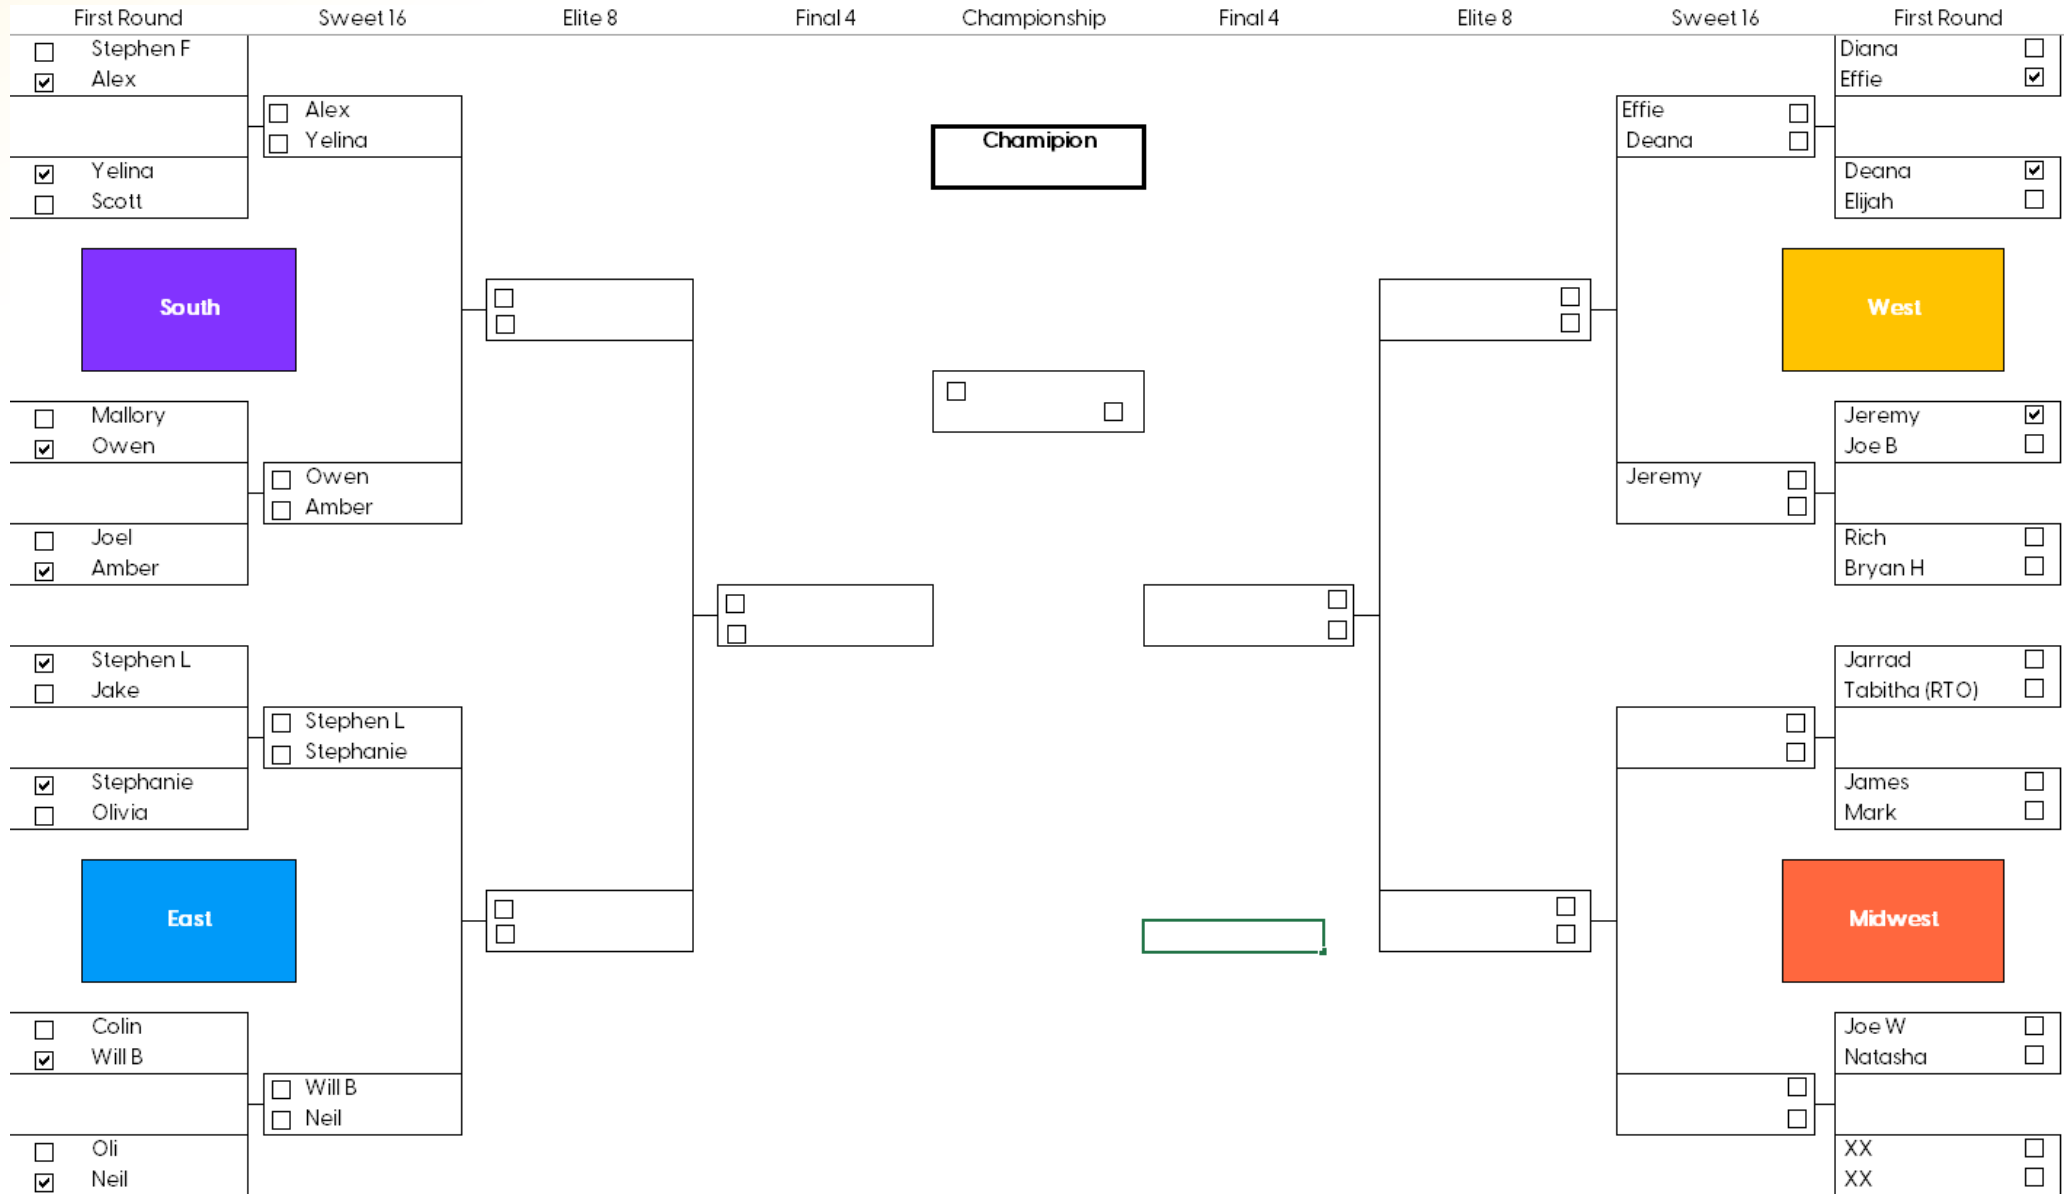 First Round Sweet 16 Elite 8 Final 4 Championship Final 4 Elite 8 Sweet 16 First Round
Stephen F
Alex
Alex
Yelina
Yelina
Scott
South
Mallory
Owen
Owen
Amber
Joel
Amber
Stephen L
Jake
Stephen L
Stephanie
Stephanie
Olivia
East
Colin
Will B
Will B
Neil
Oli
Neil
Chamipion
Diana
Effie
Effie
Deana
Deana
Elijah
West
Jeremy
Joe B
Jeremy
Rich
Bryan H
Jarrad
Tabitha (RTO)
James
Mark
Midwest
Joe W
Natasha
XX
XX